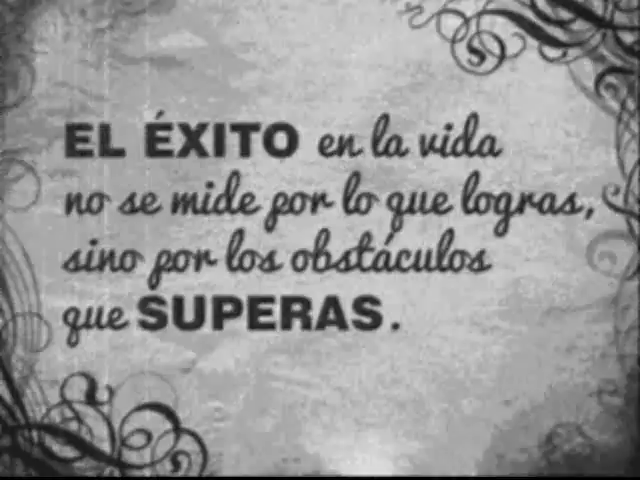 EL ÉXITO en la vida
no se mide por lo que logras,
sino por los obstáculos
que SUPERAS.